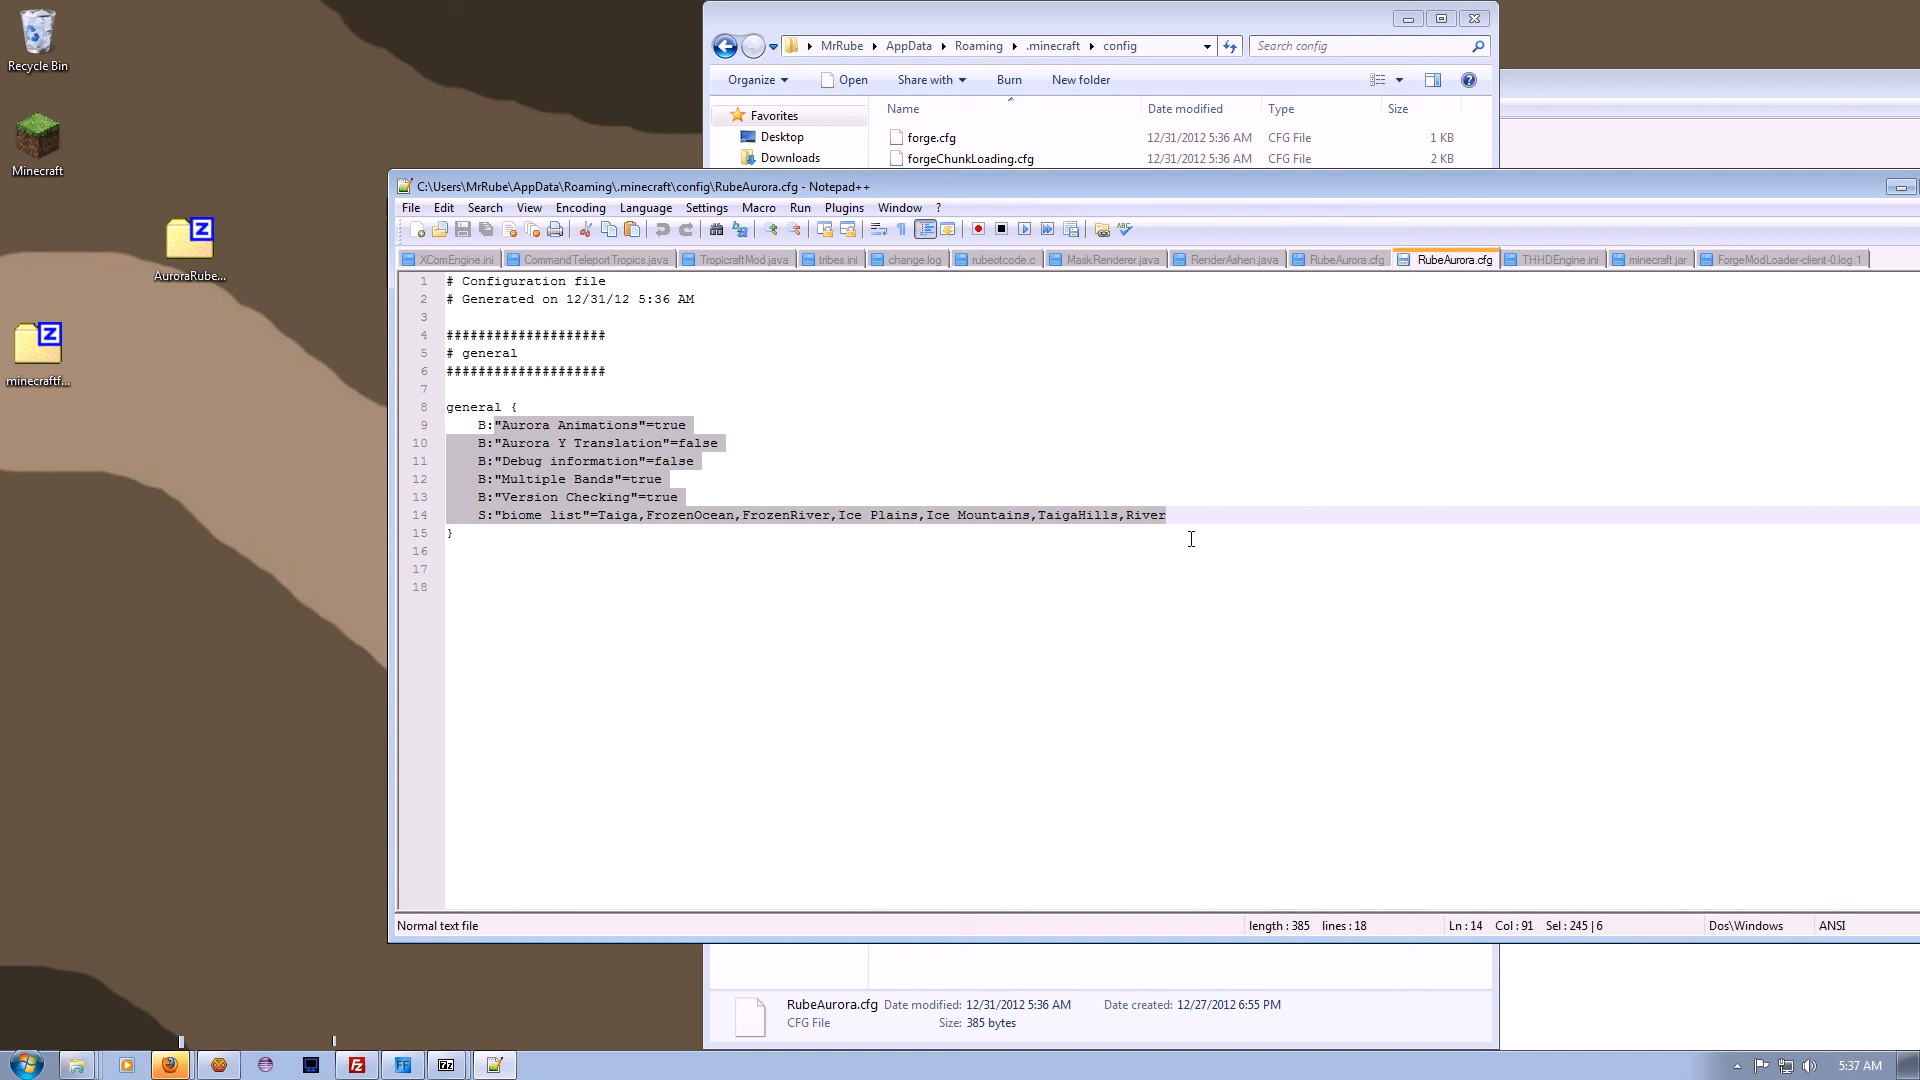 Recycle Bin
Minecraft
AuroraRube...
minecraftf...
MrRube
AppData
Roaming
.minecraft
config
Search config
Organize
Open
Share with
Burn
New folder
Favorites
Desktop
Downloads
Name
Date modified
Type
Size
forge.cfg 12/31/2012 5:36 AM CFG File 1 KB
forgeChunkLoading.cfg 12/31/2012 5:36 AM CFG File 2 KB
C:\Users\MrRube\AppData\Roaming\.minecraft\config\RubeAurora.cfg - Notepad++
File Edit Search View Encoding Language Settings Macro Run Plugins Window ?
XComEngine.ini CommandTeleportTropics.java TropicraftMod.java tribes.ini change.log rubeotcode.c MaskRenderer.java RenderAshen.java RubeAurora.cfg RubeAurora.cfg THHDEngine.ini minecraft.jar ForgeModLoader-client-0.log.1
1 # Configuration file
2 # Generated on 12/31/12 5:36 AM
3
4 ####################
5 # general
6 ####################
7
8 general {
9 B:"Aurora Animations"=true
10 B:"Aurora Y Translation"=false
11 B:"Debug information"=false
12 B:"Multiple Bands"=true
13 B:"Version Checking"=true
14 S:"biome list"=Taiga,FrozenOcean,FrozenRiver,Ice Plains,Ice Mountains,TaigaHills,River
15 }
16
17
18
Normal text file
length : 385 lines : 18
Ln : 14 Col : 91 Sel : 245 | 6
Dos\Windows
ANSI
RubeAurora.cfg Date modified: 12/31/2012 5:36 AM Date created: 12/27/2012 6:55 PM
CFG File Size: 385 bytes
FZ
FF
7z
5:37 AM